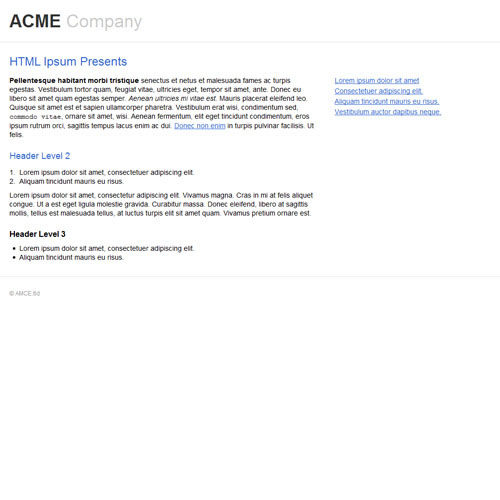 ACME Company
HTML Ipsum Presents
Pellentesque habitant morbi tristique senectus et netus et malesuada fames ac turpis
egestas. Vestibulum tortor quam, feugiat vitae, ultricies eget, tempor sit amet, ante. Donec eu
libero sit amet quam egestas semper. Aenean ultricies mi vitae est. Mauris placerat eleifend leo.
Quisque sit amet est et sapien ullamcorper pharetra. Vestibulum erat wisi, condimentum sed,
commodo vitae, ornare sit amet, wisi. Aenean fermentum, elit eget tincidunt condimentum, eros
ipsum rutrum orci, sagittis tempus lacus enim ac dui. Donec non enim in turpis pulvinar facilisis. Ut
felis.
Header Level 2
1. Lorem ipsum dolor sit amet, consectetuer adipiscing elit.
2. Aliquam tincidunt mauris eu risus.
Lorem ipsum dolor sit amet, consectetur adipiscing elit. Vivamus magna. Cras in mi at felis aliquet
congue. Ut a est eget ligula molestie gravida. Curabitur massa. Donec eleifend, libero at sagittis
mollis, tellus est malesuada tellus, at luctus turpis elit sit amet quam. Vivamus pretium ornare est.
Header Level 3
• Lorem ipsum dolor sit amet, consectetuer adipiscing elit.
• Aliquam tincidunt mauris eu risus.
Lorem ipsum dolor sit amet
Consectetuer adipiscing elit.
Aliquam tincidunt mauris eu risus.
Vestibulum auctor dapibus neque.
©